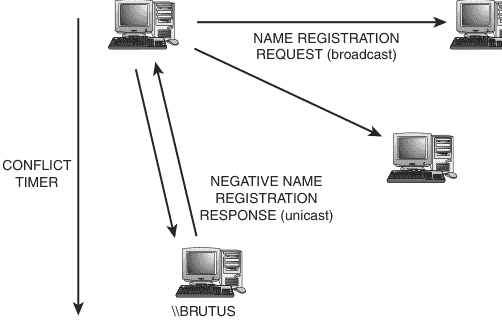 NAME REGISTRATION
REQUEST (broadcast)
CONFLICT
TIMER
NEGATIVE NAME
REGISTRATION
RESPONSE (unicast)
\\BRUTUS